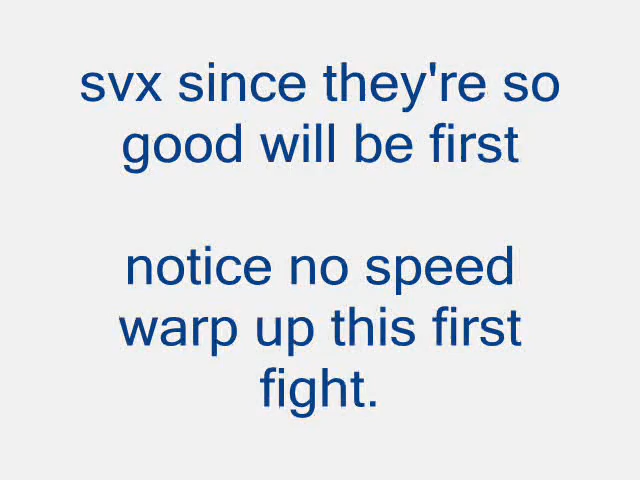 svx since they're so
good will be first
notice no speed
warp up this first
fight.